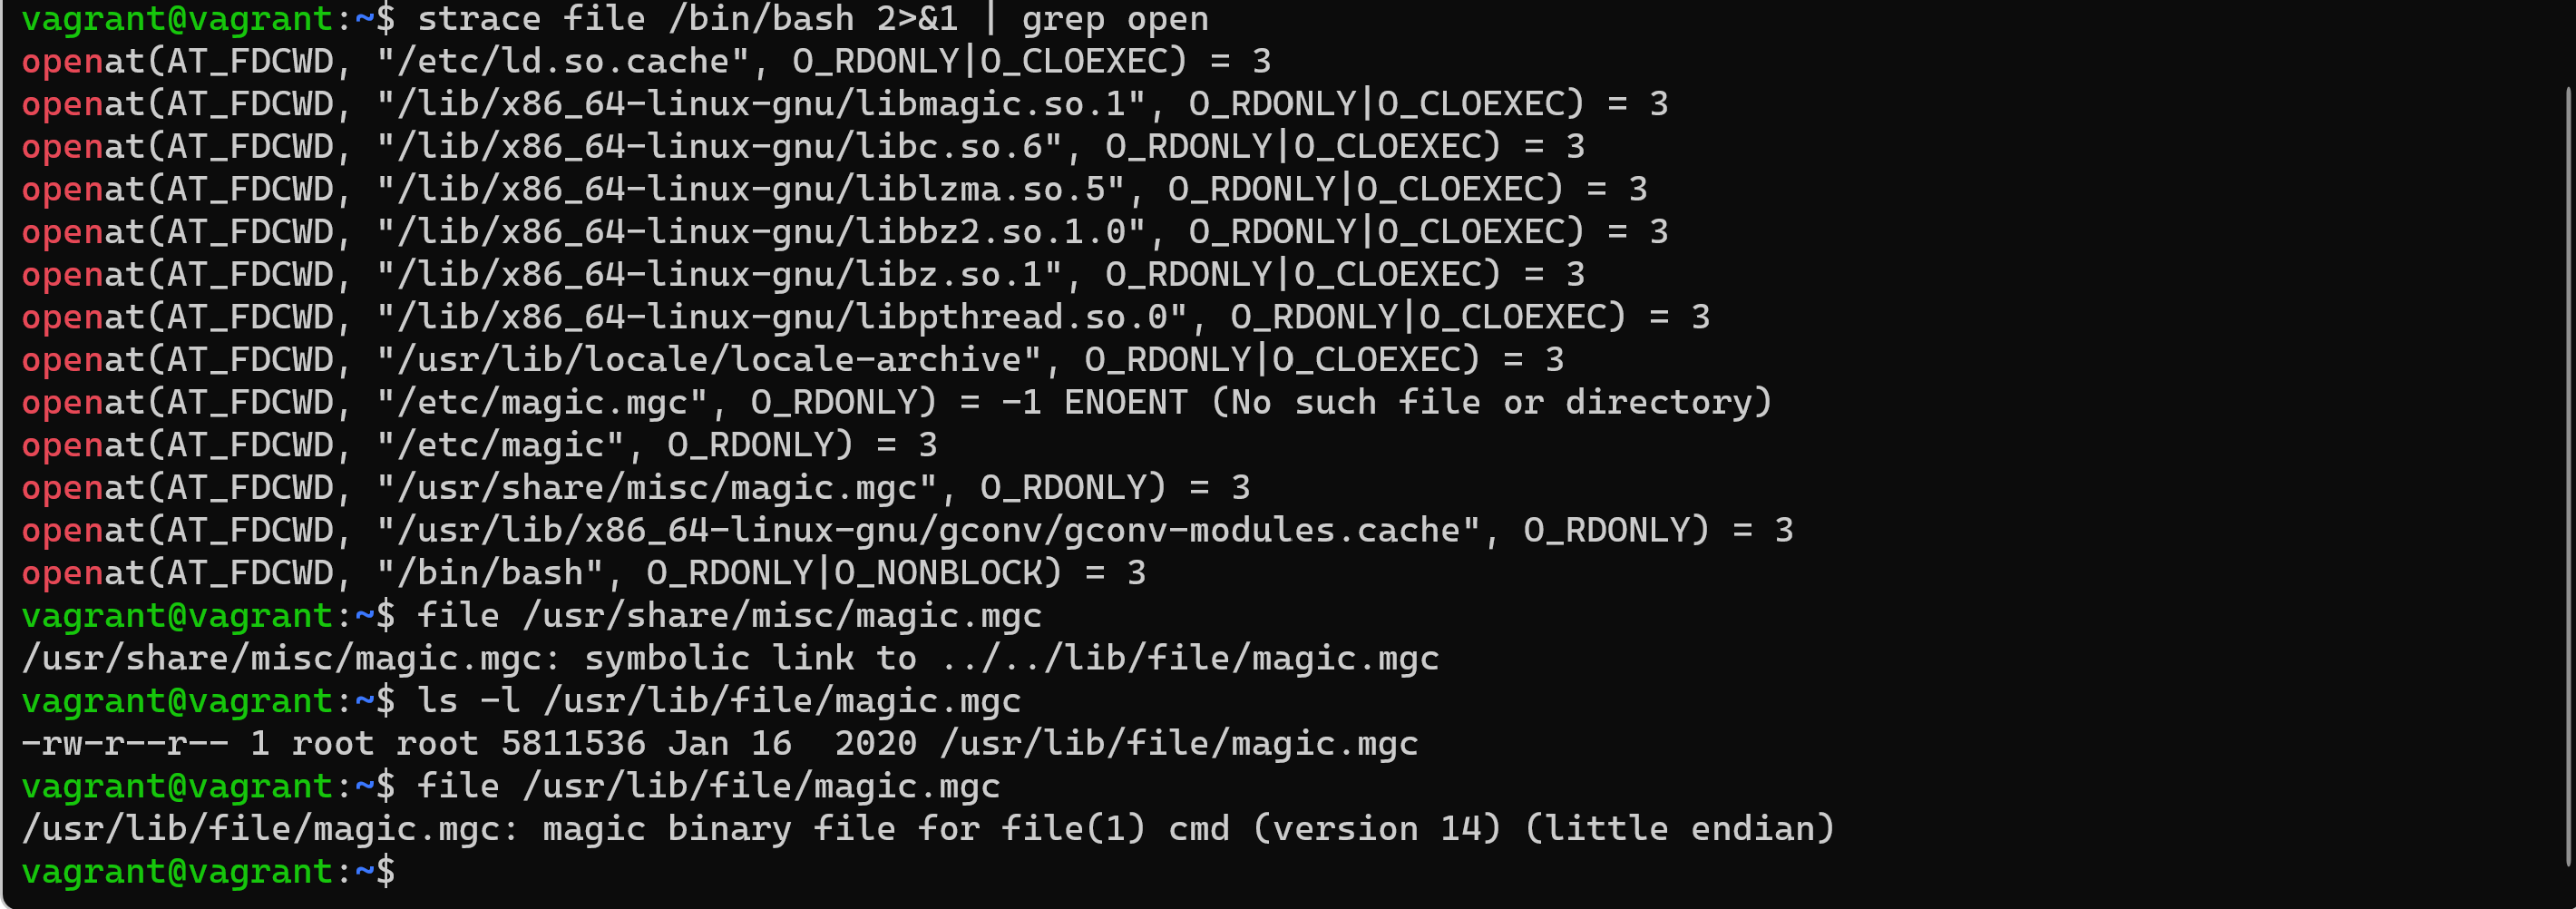 vagrant@vagrant:~$ strace file /bin/bash 2>&1 | grep open
openat(AT_FDCWD, "/etc/ld.so.cache", O_RDONLY|O_CLOEXEC) = 3
openat(AT_FDCWD, "/lib/x86_64-linux-gnu/libmagic.so.1", O_RDONLY|O_CLOEXEC) = 3
openat(AT_FDCWD, "/lib/x86_64-linux-gnu/libc.so.6", O_RDONLY|O_CLOEXEC) = 3
openat(AT_FDCWD, "/lib/x86_64-linux-gnu/liblzma.so.5", O_RDONLY|O_CLOEXEC) = 3
openat(AT_FDCWD, "/lib/x86_64-linux-gnu/libbz2.so.1.0", O_RDONLY|O_CLOEXEC) = 3
openat(AT_FDCWD, "/lib/x86_64-linux-gnu/libz.so.1", O_RDONLY|O_CLOEXEC) = 3
openat(AT_FDCWD, "/lib/x86_64-linux-gnu/libpthread.so.0", O_RDONLY|O_CLOEXEC) = 3
openat(AT_FDCWD, "/usr/lib/locale/locale-archive", O_RDONLY|O_CLOEXEC) = 3
openat(AT_FDCWD, "/etc/magic.mgc", O_RDONLY) = -1 ENOENT (No such file or directory)
openat(AT_FDCWD, "/etc/magic", O_RDONLY) = 3
openat(AT_FDCWD, "/usr/share/misc/magic.mgc", O_RDONLY) = 3
openat(AT_FDCWD, "/usr/lib/x86_64-linux-gnu/gconv/gconv-modules.cache", O_RDONLY) = 3
openat(AT_FDCWD, "/bin/bash", O_RDONLY|O_NONBLOCK) = 3
vagrant@vagrant:~$ file /usr/share/misc/magic.mgc
/usr/share/misc/magic.mgc: symbolic link to ../../lib/file/magic.mgc
vagrant@vagrant:~$ ls -l /usr/lib/file/magic.mgc
-rw-r--r-- 1 root root 5811536 Jan 16  2020 /usr/lib/file/magic.mgc
vagrant@vagrant:~$ file /usr/lib/file/magic.mgc
/usr/lib/file/magic.mgc: magic binary file for file(1) cmd (version 14) (little endian)
vagrant@vagrant:~$